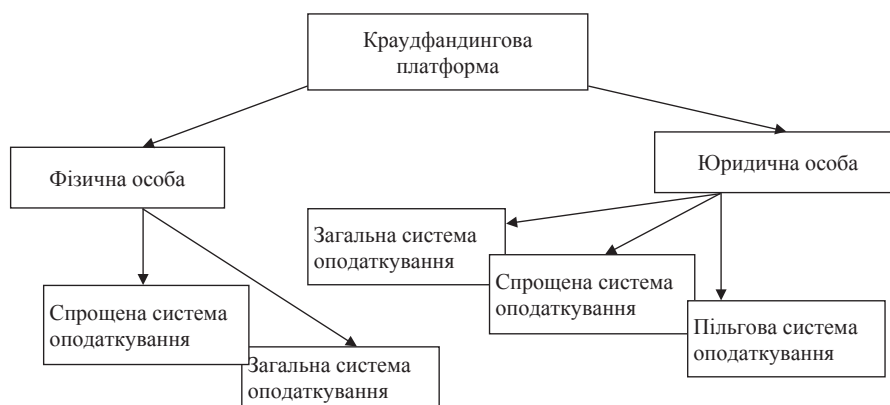 Краудфандингова
платформа
Фізична особа
Юридична особа
Загальна система
оподаткування
Спрощена система
оподаткування
Пільгова система
оподаткування
Спрощена система
оподаткування
Загальна система
оподаткування